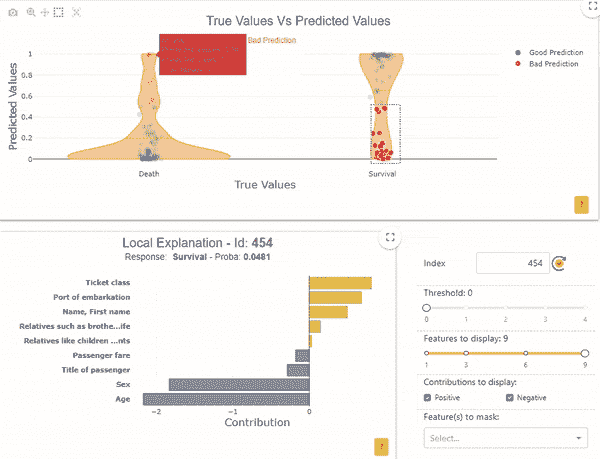 True Values Vs Predicted Values
Bad Prediction
Good Prediction
Bad Prediction
Predicted Values
1
0.8
0.6
0.4
0.2
0
Death
Survival
True Values
?
Local Explanation - Id: 454
Response: Survival - Proba: 0.0481
Ticket class
Port of embarkation
Name, First name
Relatives such as brothe...ife
Relatives like children ...nts
Passenger fare
Title of passenger
Sex
Age
−2
−1
0
Contribution
?
Index
454
Threshold: 0
0
1
2
3
4
Features to display: 9
1
3
6
9
Contributions to display:
Positive
Negative
Feature(s) to mask:
Select...